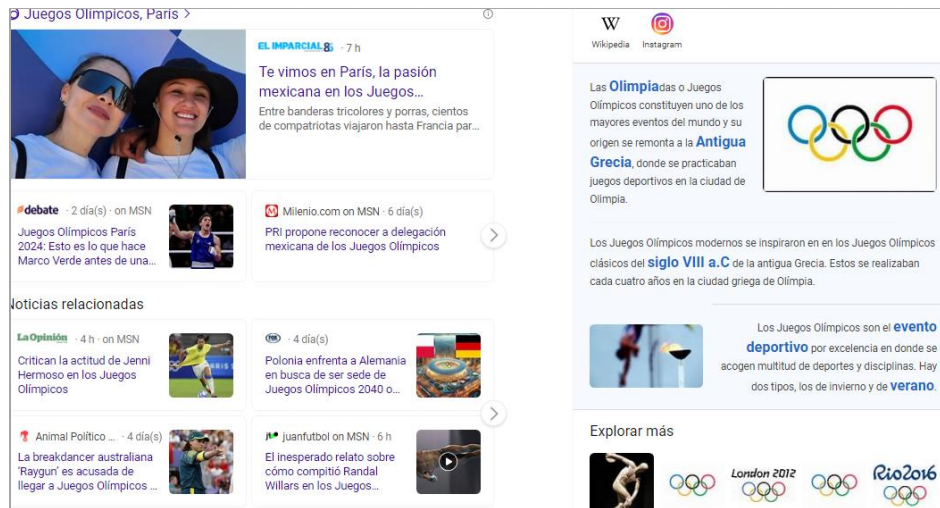 Juegos Olímpicos, París >
EL IMPARCIAL · 7 h
Te vimos en París, la pasión
mexicana en los Juegos...
Entre banderas tricolores y porras, cientos
de compatriotas viajaron hasta Francia par...
debate · 2 día(s) · on MSN
Juegos Olímpicos París
2024: Esto es lo que hace
Marco Verde antes de una...
Milenio.com on MSN · 6 día(s)
PRI propone reconocer a delegación
mexicana de los Juegos Olímpicos
Noticias relacionadas
La Opinión · 4 h · on MSN
Critican la actitud de Jenni
Hermoso en los Juegos
Olímpicos
FOX · 4 día(s)
Polonia enfrenta a Alemania
en busca de ser sede de
Juegos Olímpicos 2040 o...
Animal Político ... · 4 día(s)
La breakdancer australiana
'Raygun' es acusada de
llegar a Juegos Olímpicos ...
juanfutbol on MSN · 6 h
El inesperado relato sobre
cómo compitió Randal
Willars en los Juegos...
W
Wikipedia
Instagram
Las Olimpiadas o Juegos
Olímpicos constituyen uno de los
mayores eventos del mundo y su
origen se remonta a la Antigua
Grecia, donde se practicaban
juegos deportivos en la ciudad de
Olimpia.
Los Juegos Olímpicos modernos se inspiraron en en los Juegos Olímpicos
clásicos del siglo VIII a.C de la antigua Grecia. Estos se realizaban
cada cuatro años en la ciudad griega de Olímpia.
Los Juegos Olímpicos son el evento
deportivo por excelencia en donde se
acogen multitud de deportes y disciplinas. Hay
dos tipos, los de invierno y de verano.
Explorar más
London 2012
Rio2016